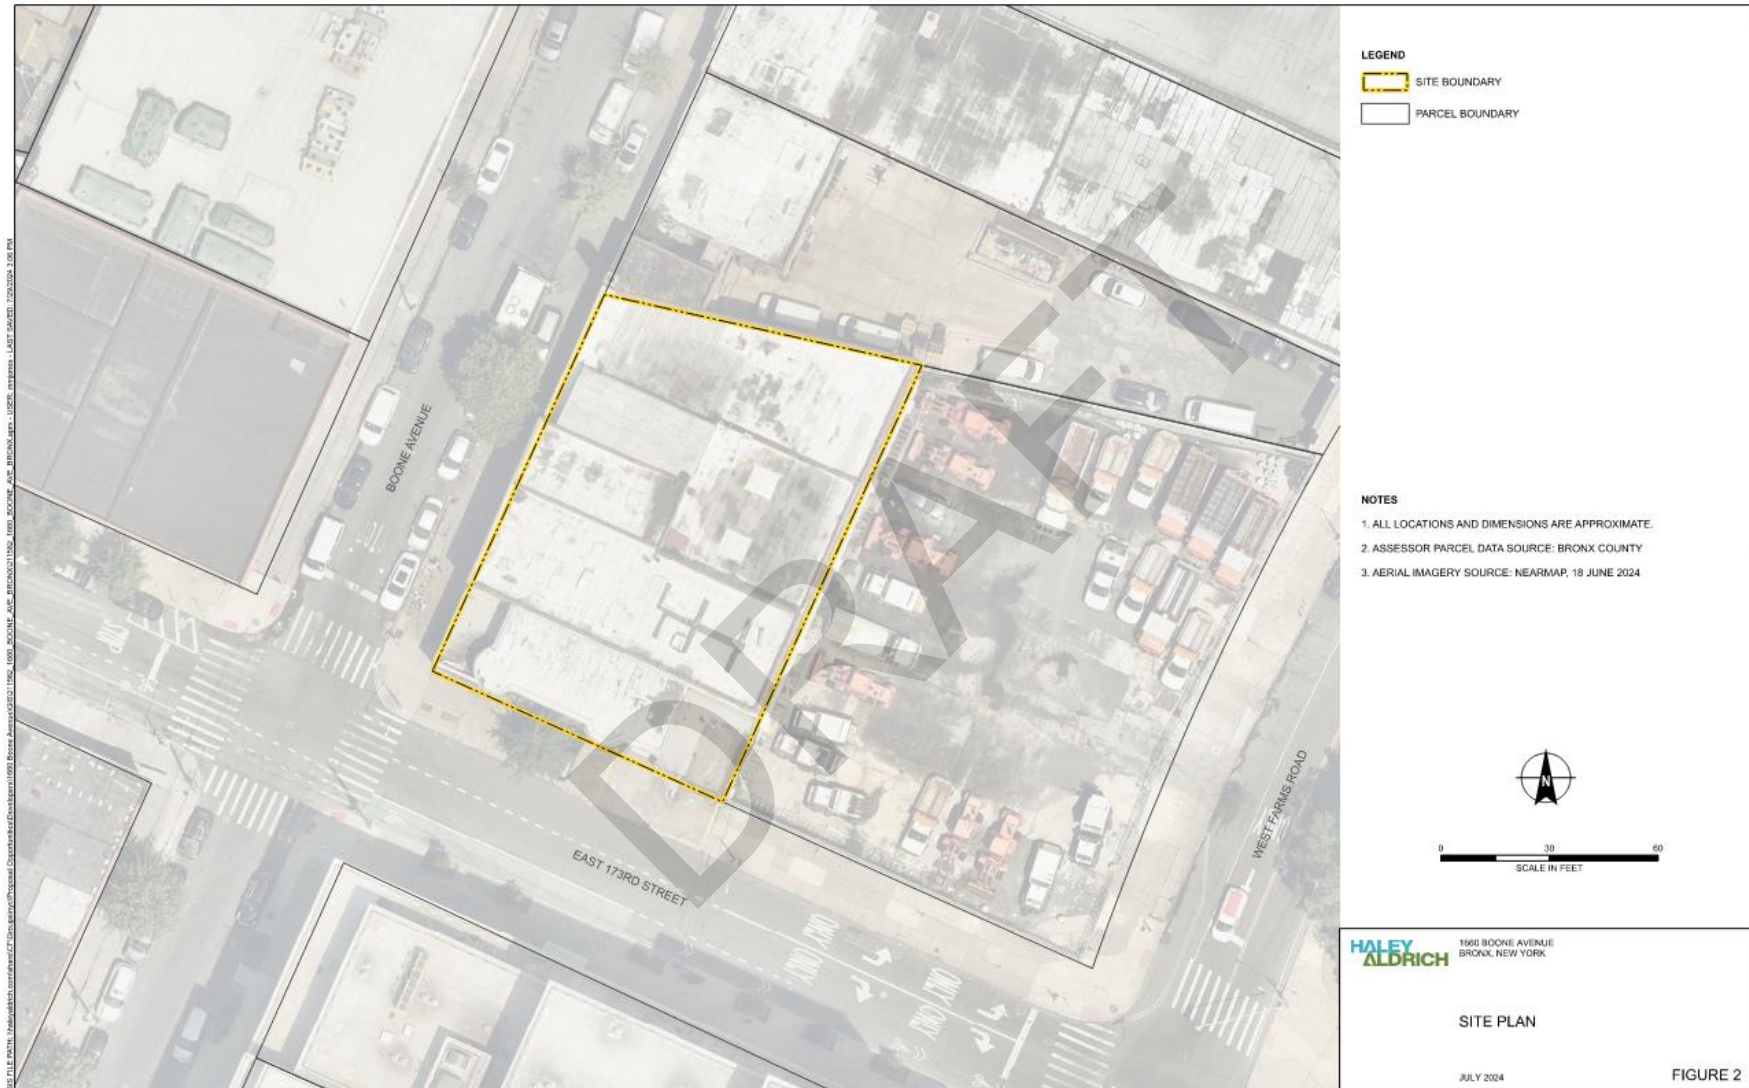 LEGEND
SITE BOUNDARY
PARCEL BOUNDARY
BOONE AVENUE
EAST 173RD STREET
WEST FARMS ROAD
DRAFT
STOP
ONLY
ONLY
ONLY
ONLY
NOTES
1. ALL LOCATIONS AND DIMENSIONS ARE APPROXIMATE.
2. ASSESSOR PARCEL DATA SOURCE: BRONX COUNTY
3. AERIAL IMAGERY SOURCE: NEARMAP, 18 JUNE 2024
N
0 30 60
SCALE IN FEET
HALEY
ALDRICH
1660 BOONE AVENUE
BRONX, NEW YORK
SITE PLAN
JULY 2024
FIGURE 2